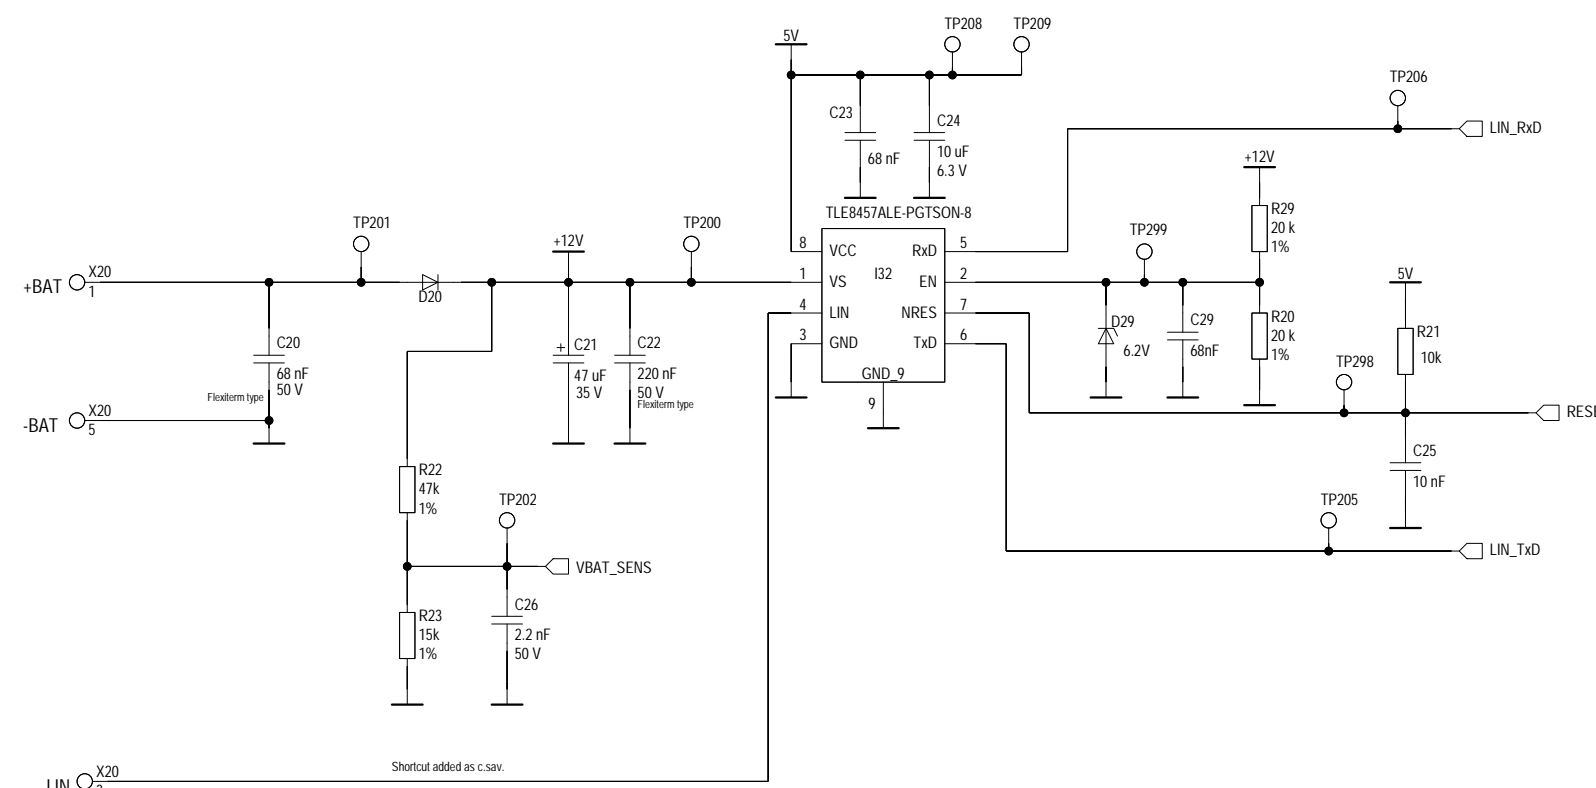 5V
TP208
TP209
TP206
C23
68 nF
C24
10 uF
6.3 V
LIN_RxD
+12V
R29
20 k
1%
TLE8457ALE-PGTSON-8
TP201
+12V
TP200
TP299
8
VCC
RxD
5
I32
1
VS
EN
2
4
LIN
NRES
7
3
GND
TxD
6
GND_9
9
+BAT
X20
1
D20
5V
C20
68 nF
50 V
Flexiterm type
+
C21
47 uF
35 V
C22
220 nF
50 V
Flexiterm type
D29
6.2V
C29
68nF
R20
20 k
1%
R21
10k
TP298
-BAT
X20
5
C25
10 nF
R22
47k
1%
TP202
TP205
LIN_TxD
VBAT_SENS
R23
15k
1%
C26
2.2 nF
50 V
Shortcut added as c.sav.
LIN
X20